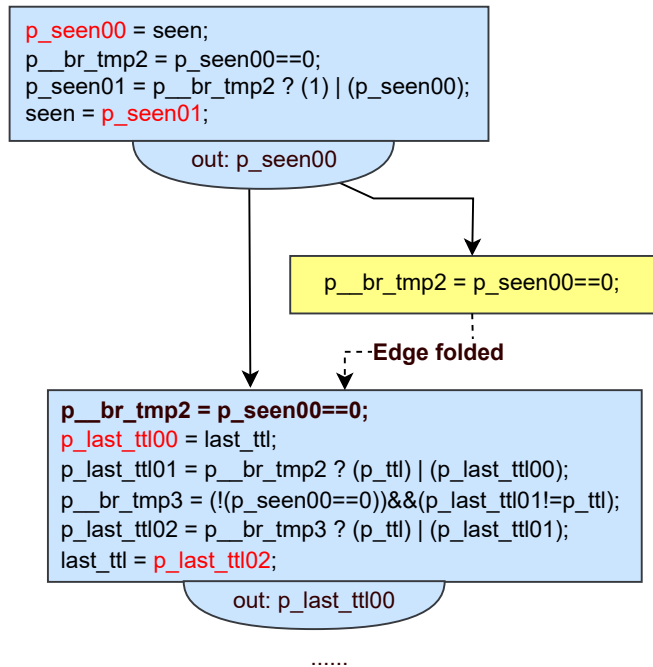 p_seen00 = seen;
p__br_tmp2 = p_seen00==0;
p_seen01 = p__br_tmp2 ? (1) | (p_seen00);
seen = p_seen01;
out: p_seen00
p__br_tmp2 = p_seen00==0;
Edge folded
p__br_tmp2 = p_seen00==0;
p_last_ttl00 = last_ttl;
p_last_ttl01 = p__br_tmp2 ? (p_ttl) | (p_last_ttl00);
p__br_tmp3 = (!(p_seen00==0))&&(p_last_ttl01!=p_ttl);
p_last_ttl02 = p__br_tmp3 ? (p_ttl) | (p_last_ttl01);
last_ttl = p_last_ttl02;
out: p_last_ttl00
......